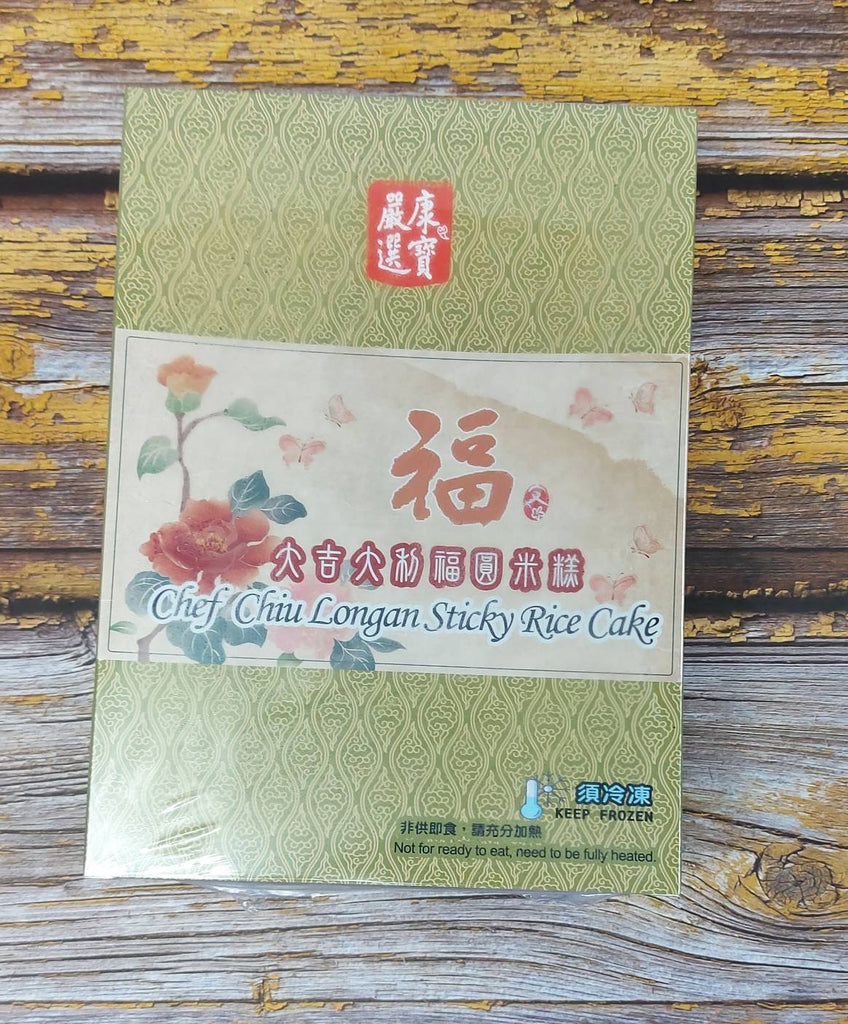 康寶
嚴選
福
大吉大利福圓米糕
Chef Chiu Longan Sticky Rice Cake
須冷凍
KEEP FROZEN
非供即食，請充分加熱
Not for ready to eat, need to be fully heated.